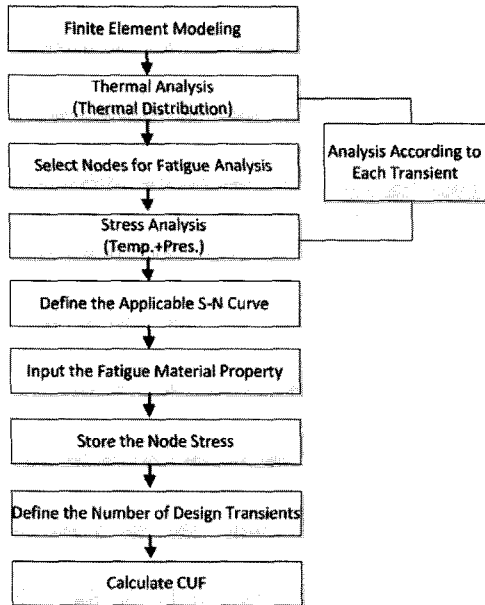 Finite Element Modeling
Thermal Analysis
(Thermal Distribution)
Analysis According to
Each Transient
Select Nodes for Fatigue Analysis
Stress Analysis
(Temp.+Pres.)
Define the Applicable S-N Curve
Input the Fatigue Material Property
Store the Node Stress
Define the Number of Design Transients
Calculate CUF